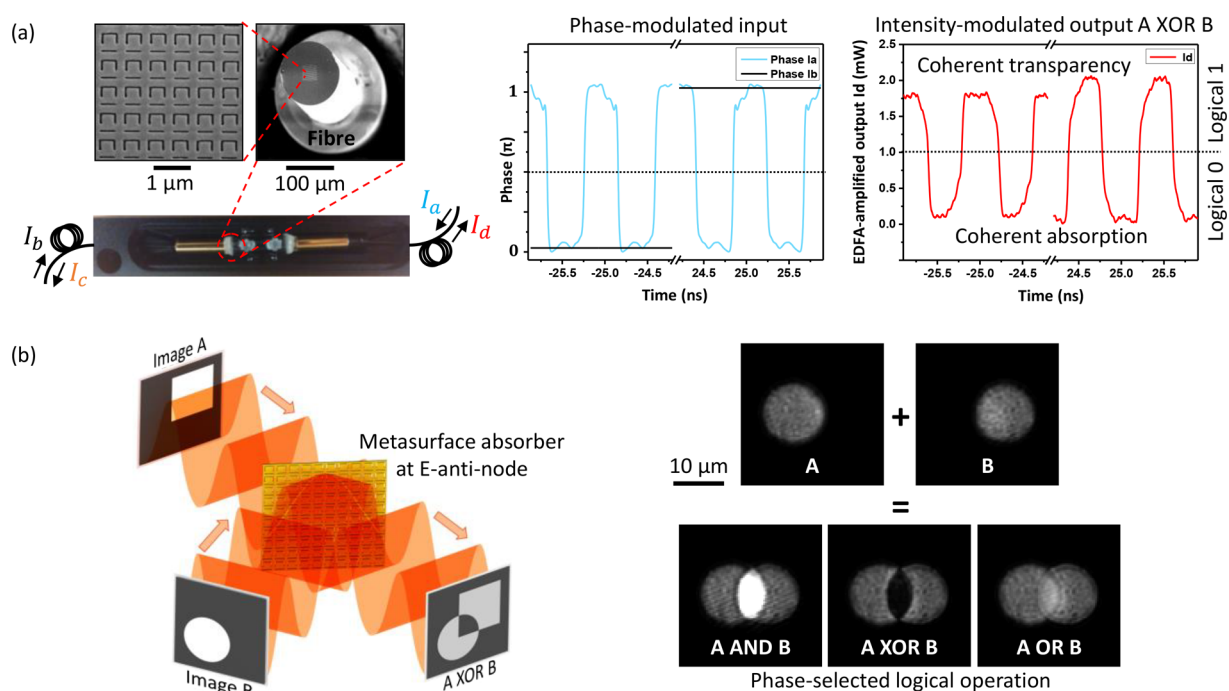 (a)
Fibre
1 μm
100 μm
I_b
I_c
I_a
I_d
Phase-modulated input
Phase Ia
Phase Ib
Phase (π)
1
0
-25.5 -25.0 -24.5 24.5 25.0 25.5
Time (ns)
Intensity-modulated output A XOR B
Id
Coherent transparency
Coherent absorption
EDFA-amplified output Id (mW)
2.5
2.0
1.5
1.0
0.5
0.0
-25.5 -25.0 -24.5 24.5 25.0 25.5
Time (ns)
Logical 0 Logical 1
(b)
Image A
Metasurface absorber
at E-anti-node
A XOR B
10 μm
A
+
B
=
A AND B
A XOR B
A OR B
Phase-selected logical operation